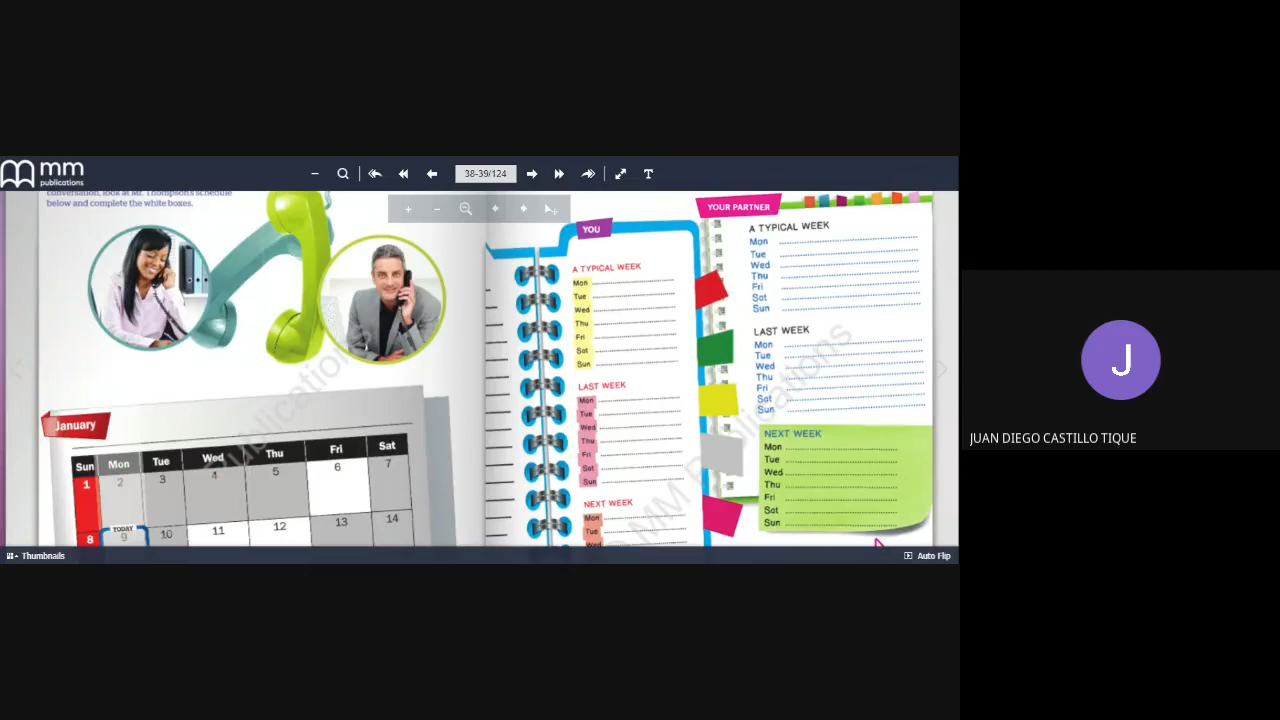 mm
publications
38-39/124
T
conversation, look at Mr. Thompson's schedule
below and complete the white boxes.
January
Sun Mon Tue Wed Thu Fri Sat
1 2 3 4 5 6 7
TODAY
8 9 10 11 12 13 14
YOU
A TYPICAL WEEK
Mon
Tue
Wed
Thu
Fri
Sat
Sun
LAST WEEK
Mon
Tue
Wed
Thu
Fri
Sat
Sun
NEXT WEEK
Mon
Tue
Wed
YOUR PARTNER
A TYPICAL WEEK
Mon
Tue
Wed
Thu
Fri
Sat
Sun
LAST WEEK
Mon
Tue
Wed
Thu
Fri
Sat
Sun
NEXT WEEK
Mon
Tue
Wed
Thu
Fri
Sat
Sun
MM Publications
Thumbnails
Auto Flip
J
JUAN DIEGO CASTILLO TIQUE